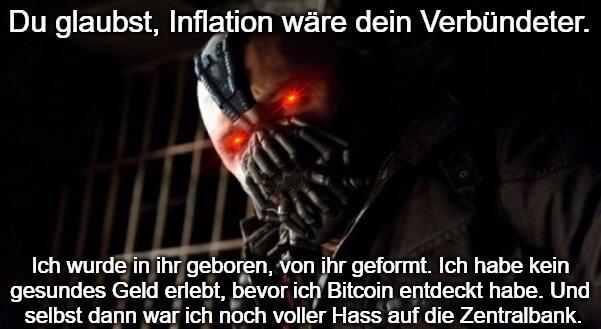 Du glaubst, Inflation wäre dein Verbündeter.
Ich wurde in ihr geboren, von ihr geformt. Ich habe kein
gesundes Geld erlebt, bevor ich Bitcoin entdeckt habe. Und
selbst dann war ich noch voller Hass auf die Zentralbank.